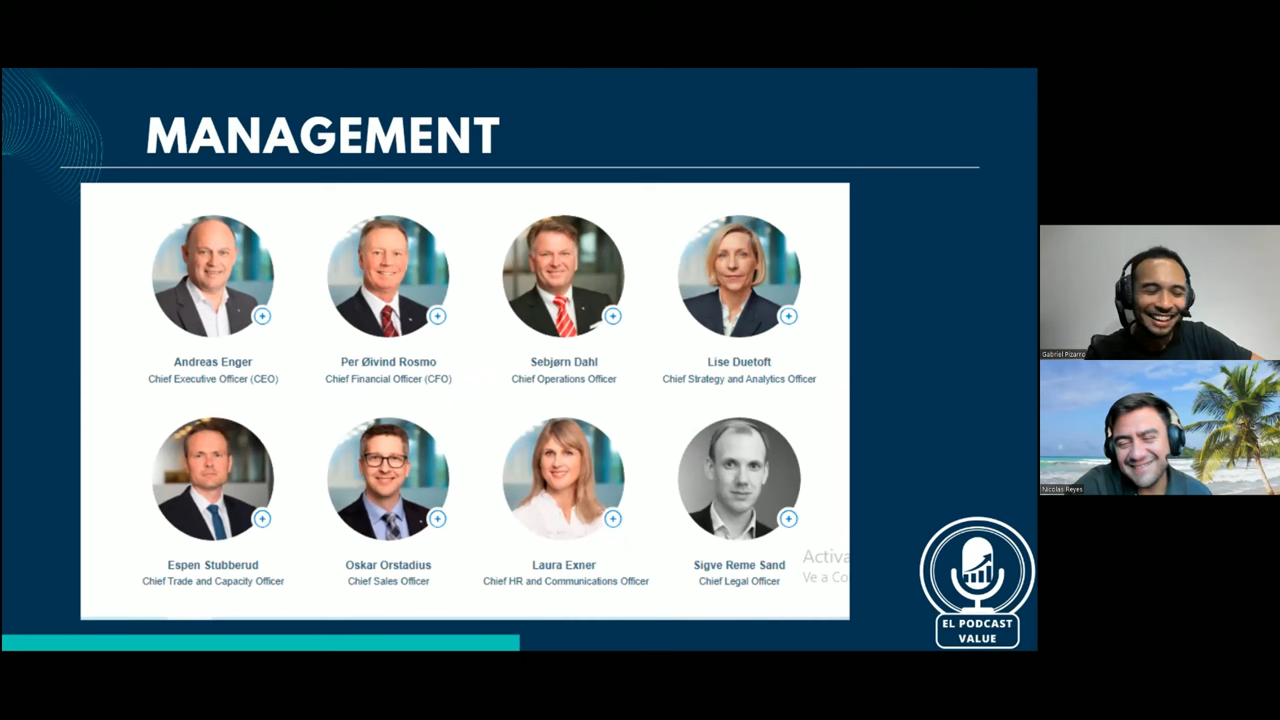 MANAGEMENT
Andreas Enger
Chief Executive Officer (CEO)
Per Øivind Rosmo
Chief Financial Officer (CFO)
Sebjørn Dahl
Chief Operations Officer
Lise Duetoft
Chief Strategy and Analytics Officer
Espen Stubberud
Chief Trade and Capacity Officer
Oskar Orstadius
Chief Sales Officer
Laura Exner
Chief HR and Communications Officer
Sigve Reme Sand
Chief Legal Officer
Activa
Ve a Co
EL PODCAST
VALUE
Gabriel Pizarro
Nicolas Reyes